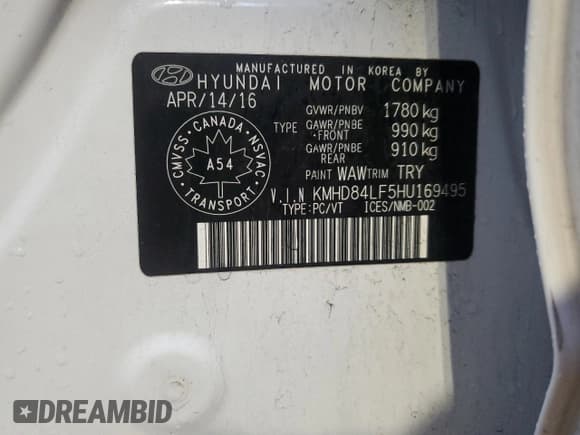 MANUFACTURED IN KOREA BY
HYUNDAI MOTOR COMPANY
APR/14/16
GVWR/PNBV 1780 kg
TYPE GAWR/PNBE FRONT 990 kg
GAWR/PNBE REAR 910 kg
PAINT WAW TRIM TRY
V.I.N KMHD84LF5HU169495
TYPE:PC/VT ICES/NMB-002
CMVSS • CANADA • NSVAC
A54
TRANSPORT
DREAMBID